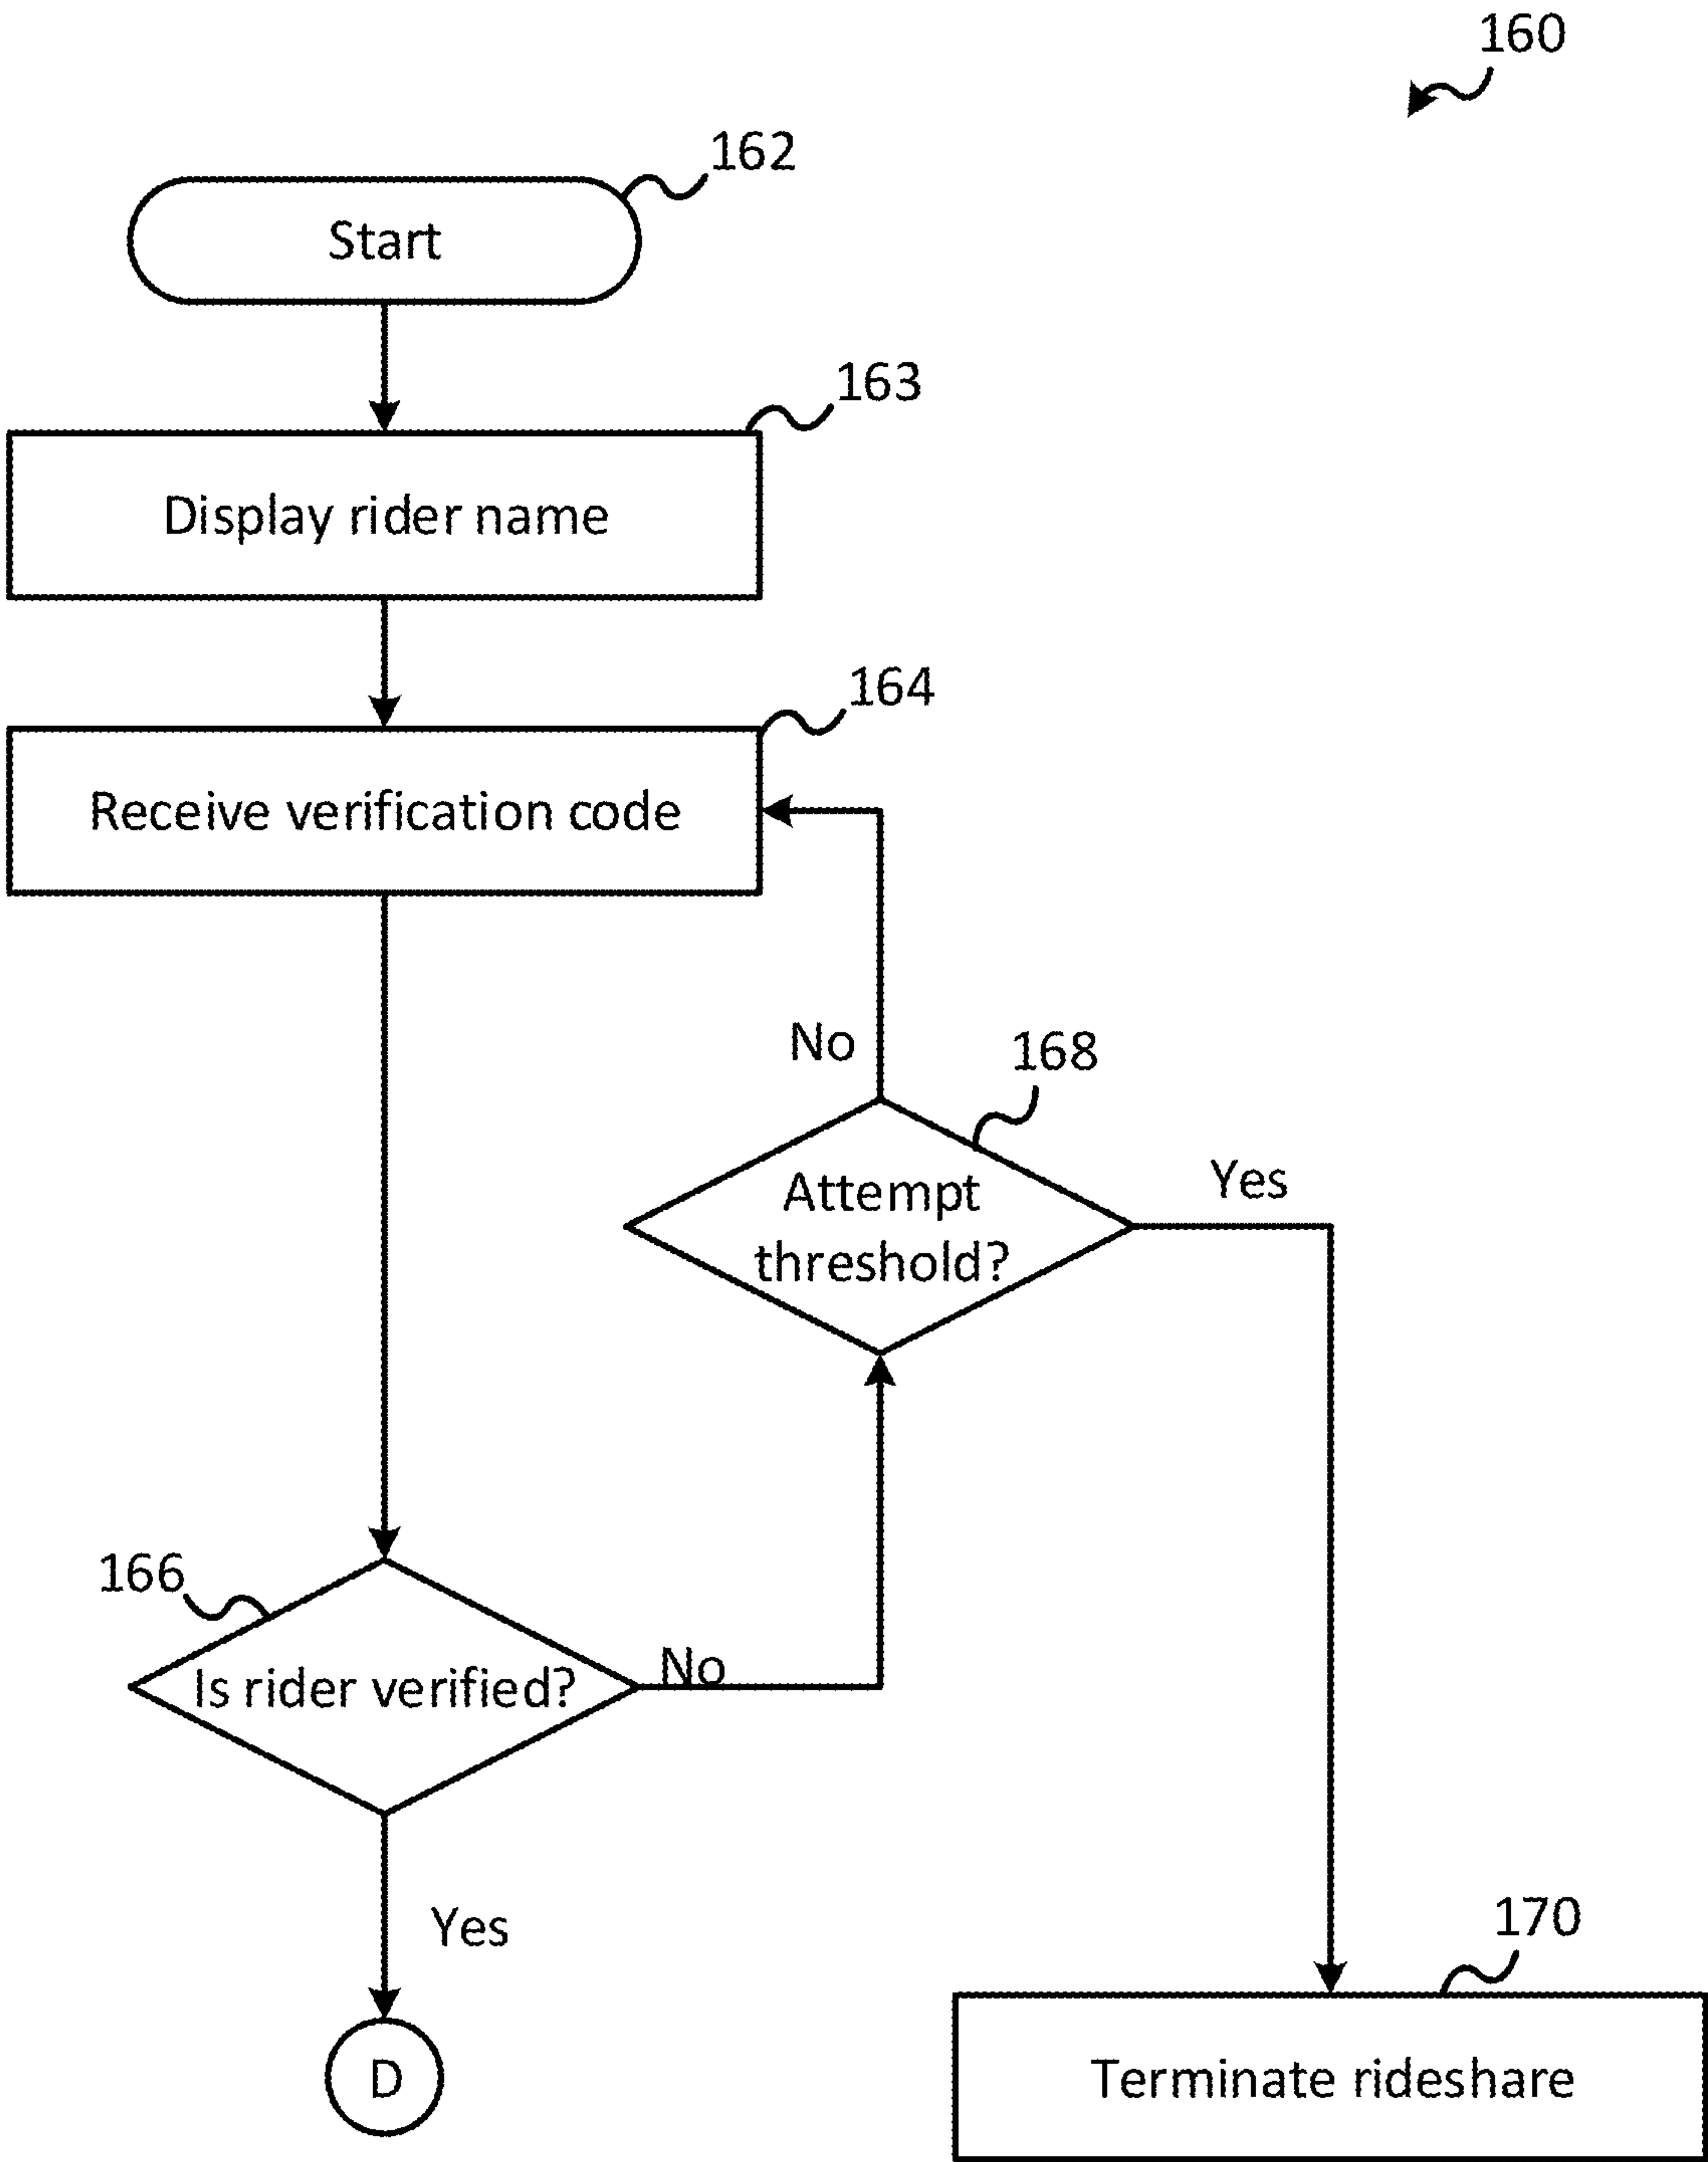 160
162
Start
163
Display rider name
164
Receive verification code
No
168
Attempt
threshold?
Yes
166
Is rider verified?
No
Yes
170
D
Terminate rideshare